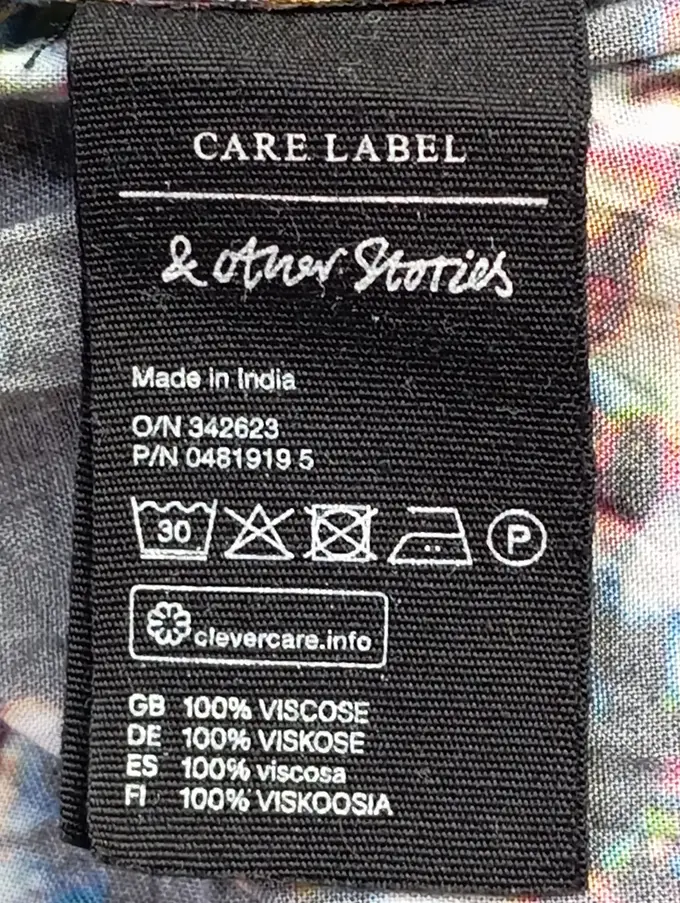 CARE LABEL
& other Stories
Made in India
O/N 342623
P/N 0481919 5
30 P
clevercare.info
GB 100% VISCOSE
DE 100% VISKOSE
ES 100% viscosa
FI 100% VISKOOSIA